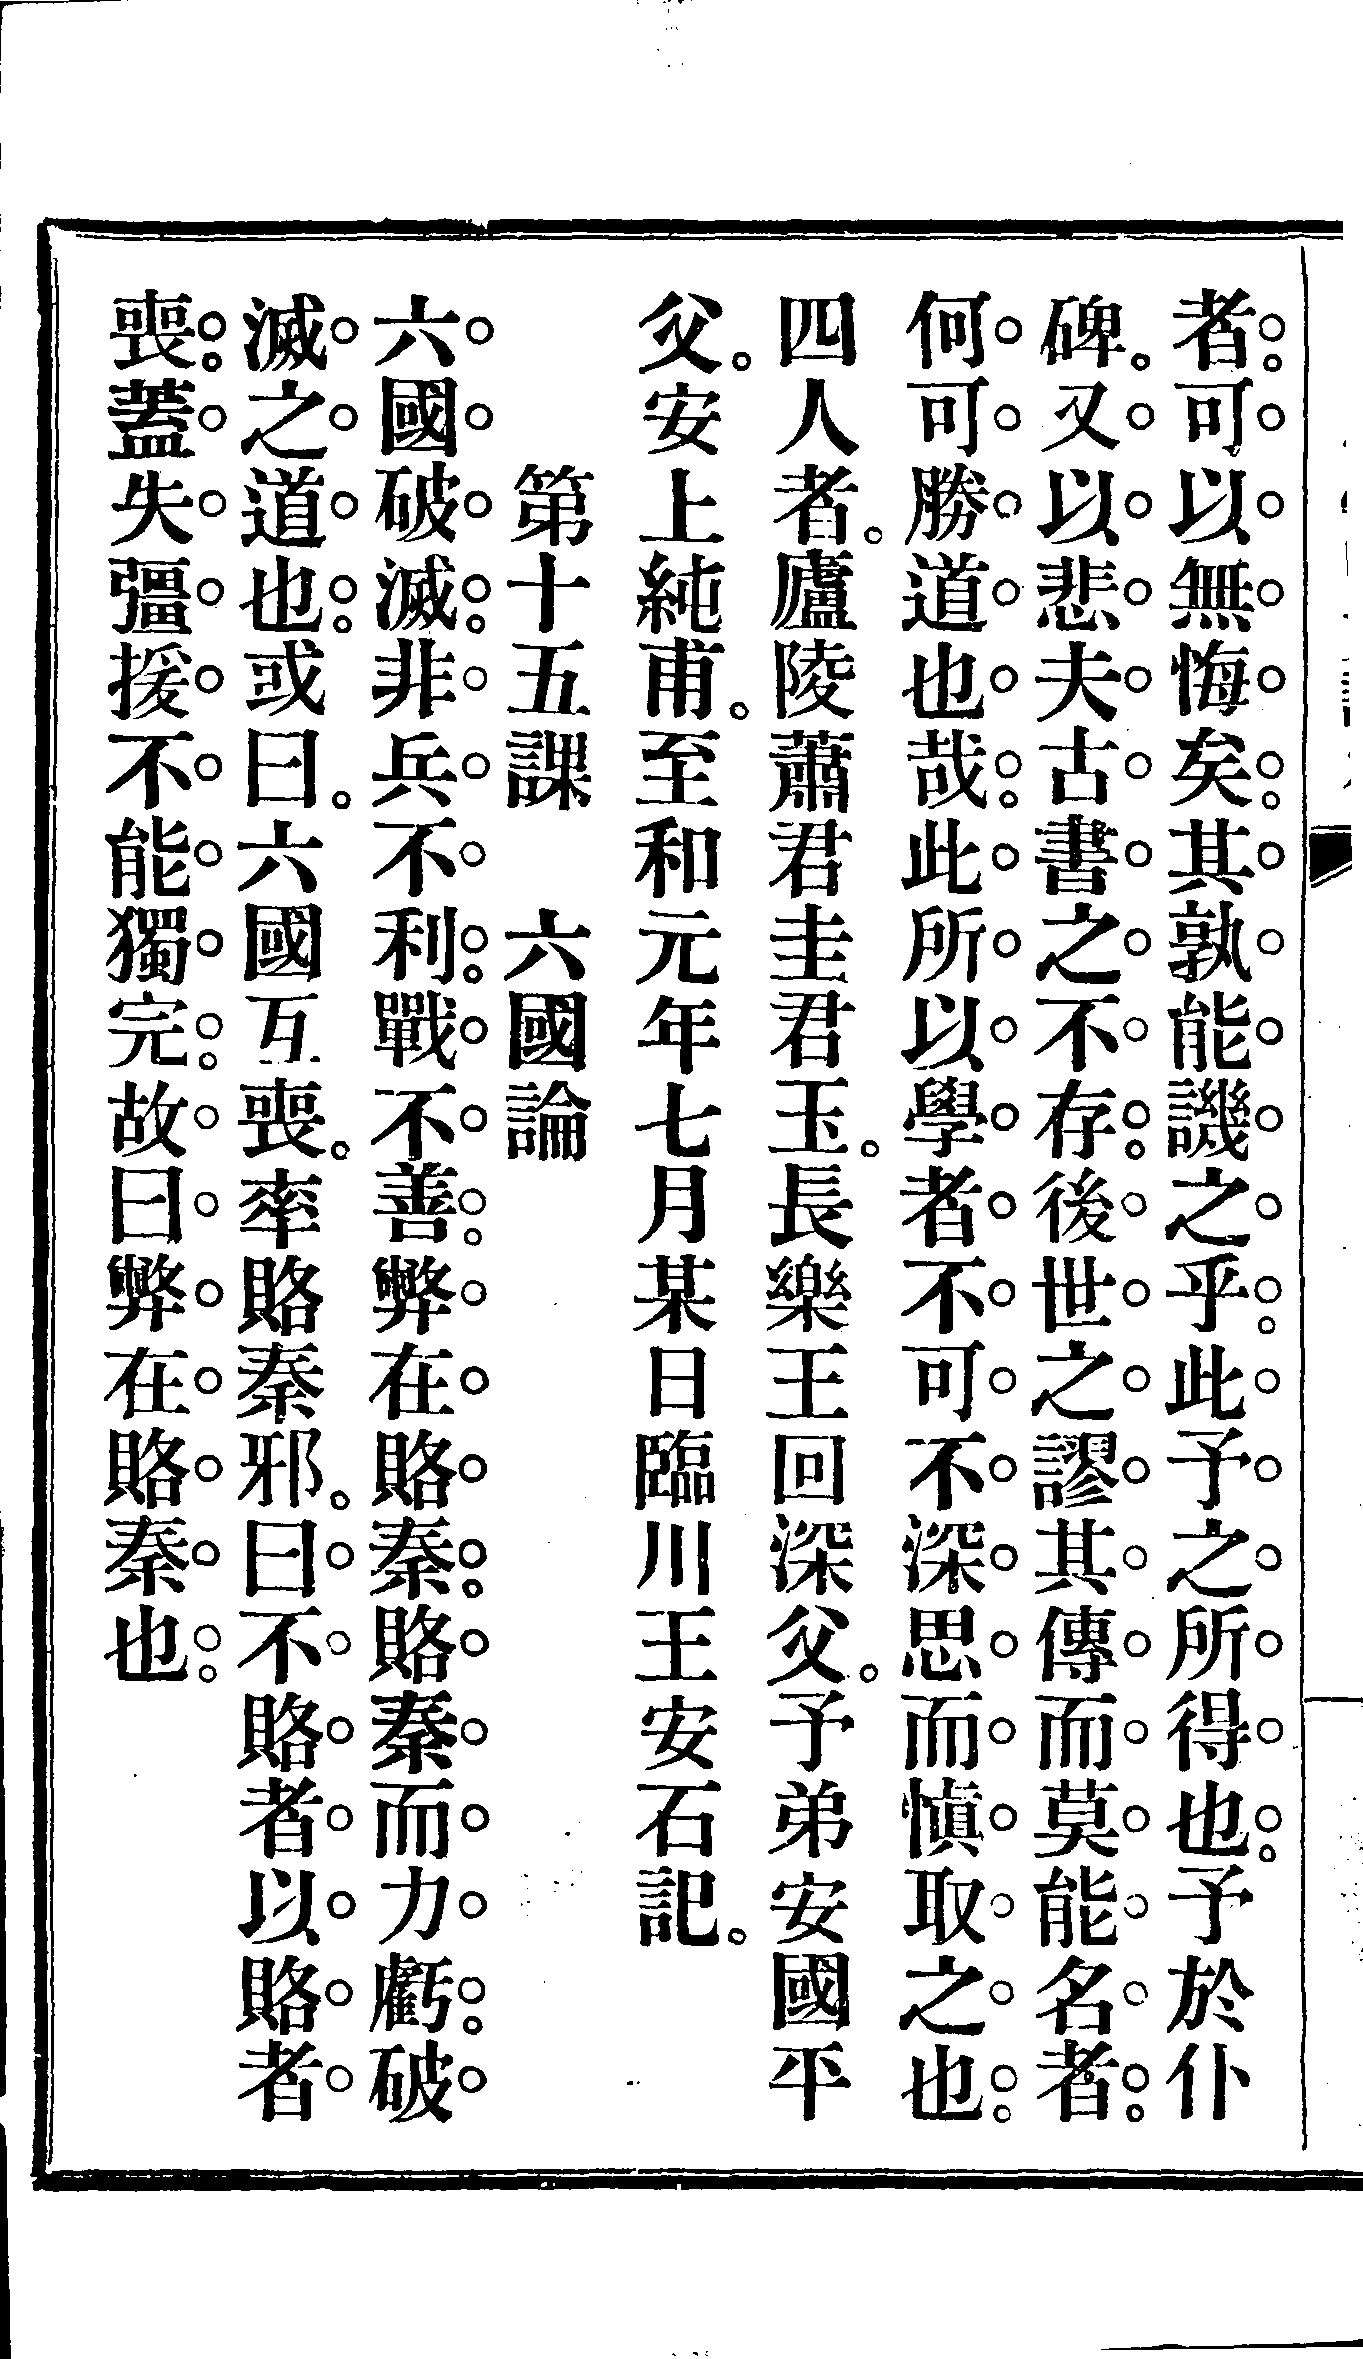 者。可以無悔矣。其孰能譏之乎。此予之所得也。予於仆
碑。又以悲夫古書之不存。後世之謬其傳而莫能名者。
何可勝道也哉。此所以學者不可不深思而慎取之也。
四人者。廬陵蕭君圭君玉。長樂王回深父。予弟安國平
父。安上純甫。至和元年七月某日臨川王安石記。
第十五課　六國論
六國破滅。非兵不利。戰不善。弊在賂秦。賂秦而力虧。破
滅之道也。或曰。六國互喪。率賂秦邪。曰不賂者以賂者
喪。蓋失彊援不能獨完。故曰弊在賂秦也。